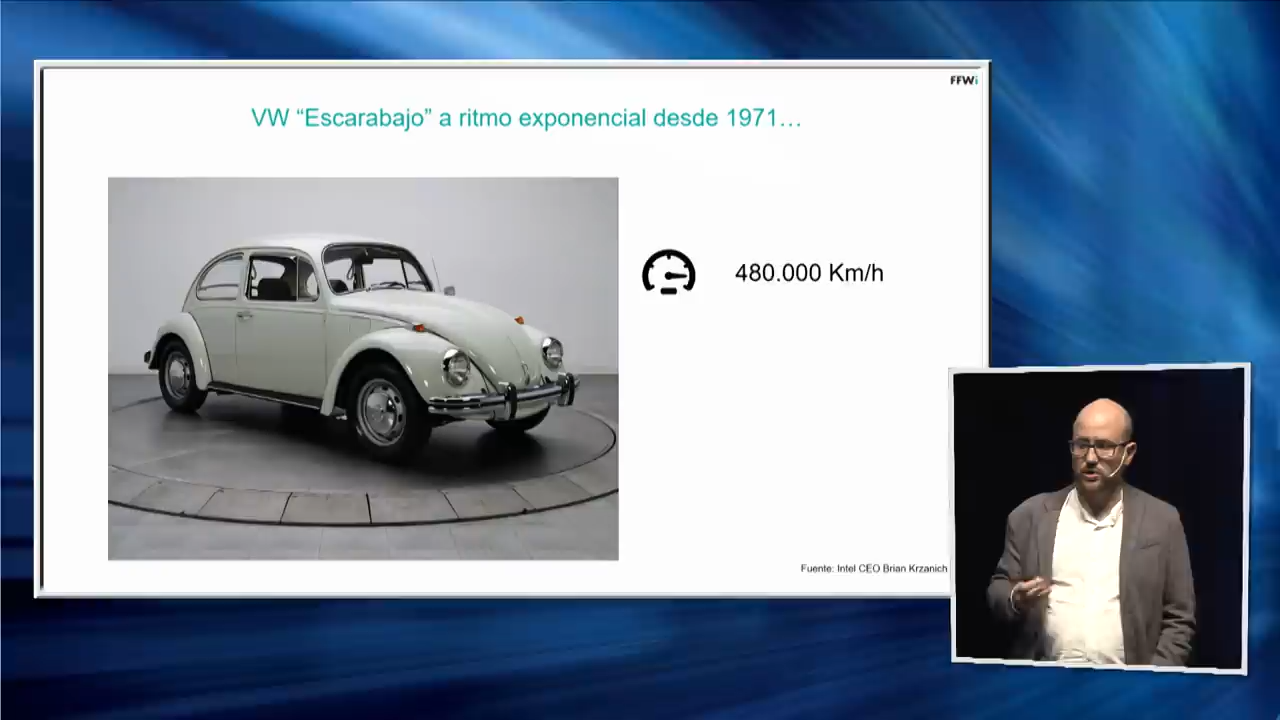 FFWi
VW “Escarabajo” a ritmo exponencial desde 1971…
480.000 Km/h
Fuente: Intel CEO Brian Krzanich